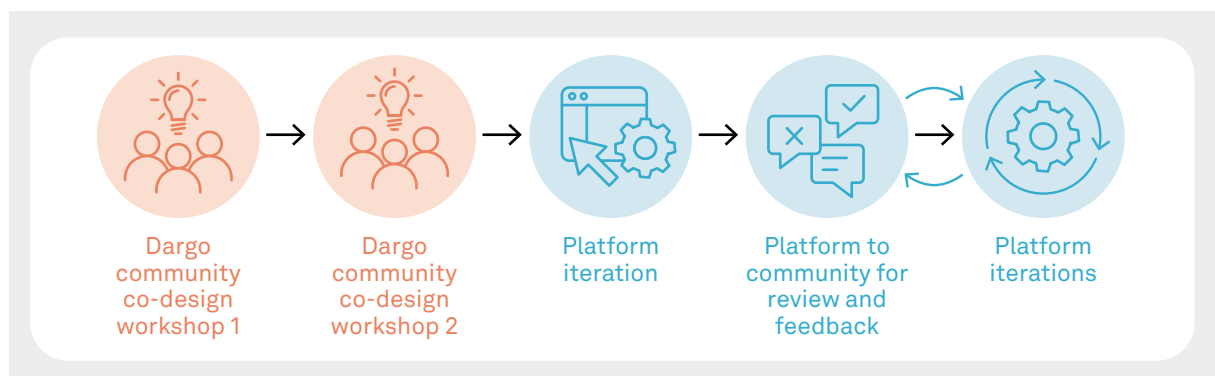 Dargo
community
co-design
workshop 1
Dargo
community
co-design
workshop 2
Platform
iteration
Platform to
community for
review and
feedback
Platform
iterations